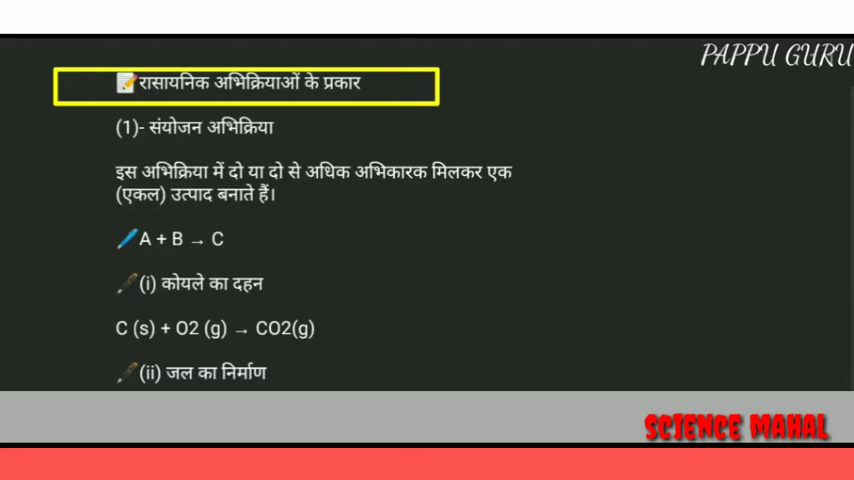 PAPPU GURU
📝रासायनिक अभिक्रियाओं के प्रकार
(1)- संयोजन अभिक्रिया
इस अभिक्रिया में दो या दो से अधिक अभिकारक मिलकर एक
(एकल) उत्पाद बनाते हैं।
🖊️A + B → C
🖋️(i) कोयले का दहन
C (s) + O2 (g) → CO2(g)
🖋️(ii) जल का निर्माण
SCIENCE MAHAL